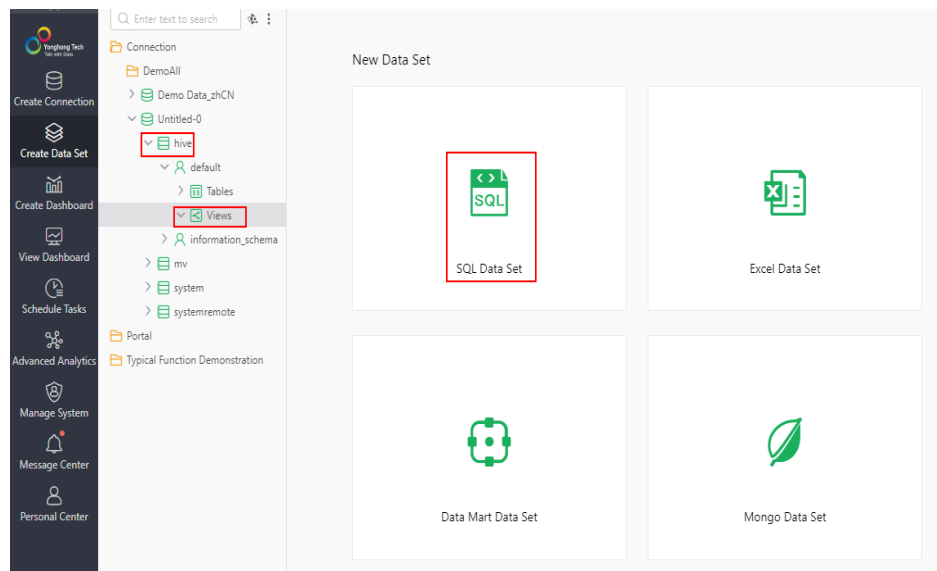 Yonghong Tech
Talk with Data
Create Connection
Create Data Set
Create Dashboard
View Dashboard
Schedule Tasks
Advanced Analytics
Manage System
Message Center
Personal Center
Enter text to search
Connection
DemoAll
Demo Data_zhCN
Untitled-0
hive
default
Tables
Views
information_schema
mv
system
systemremote
Portal
Typical Function Demonstration
New Data Set
SQL
SQL Data Set
X
Excel Data Set
Data Mart Data Set
Mongo Data Set